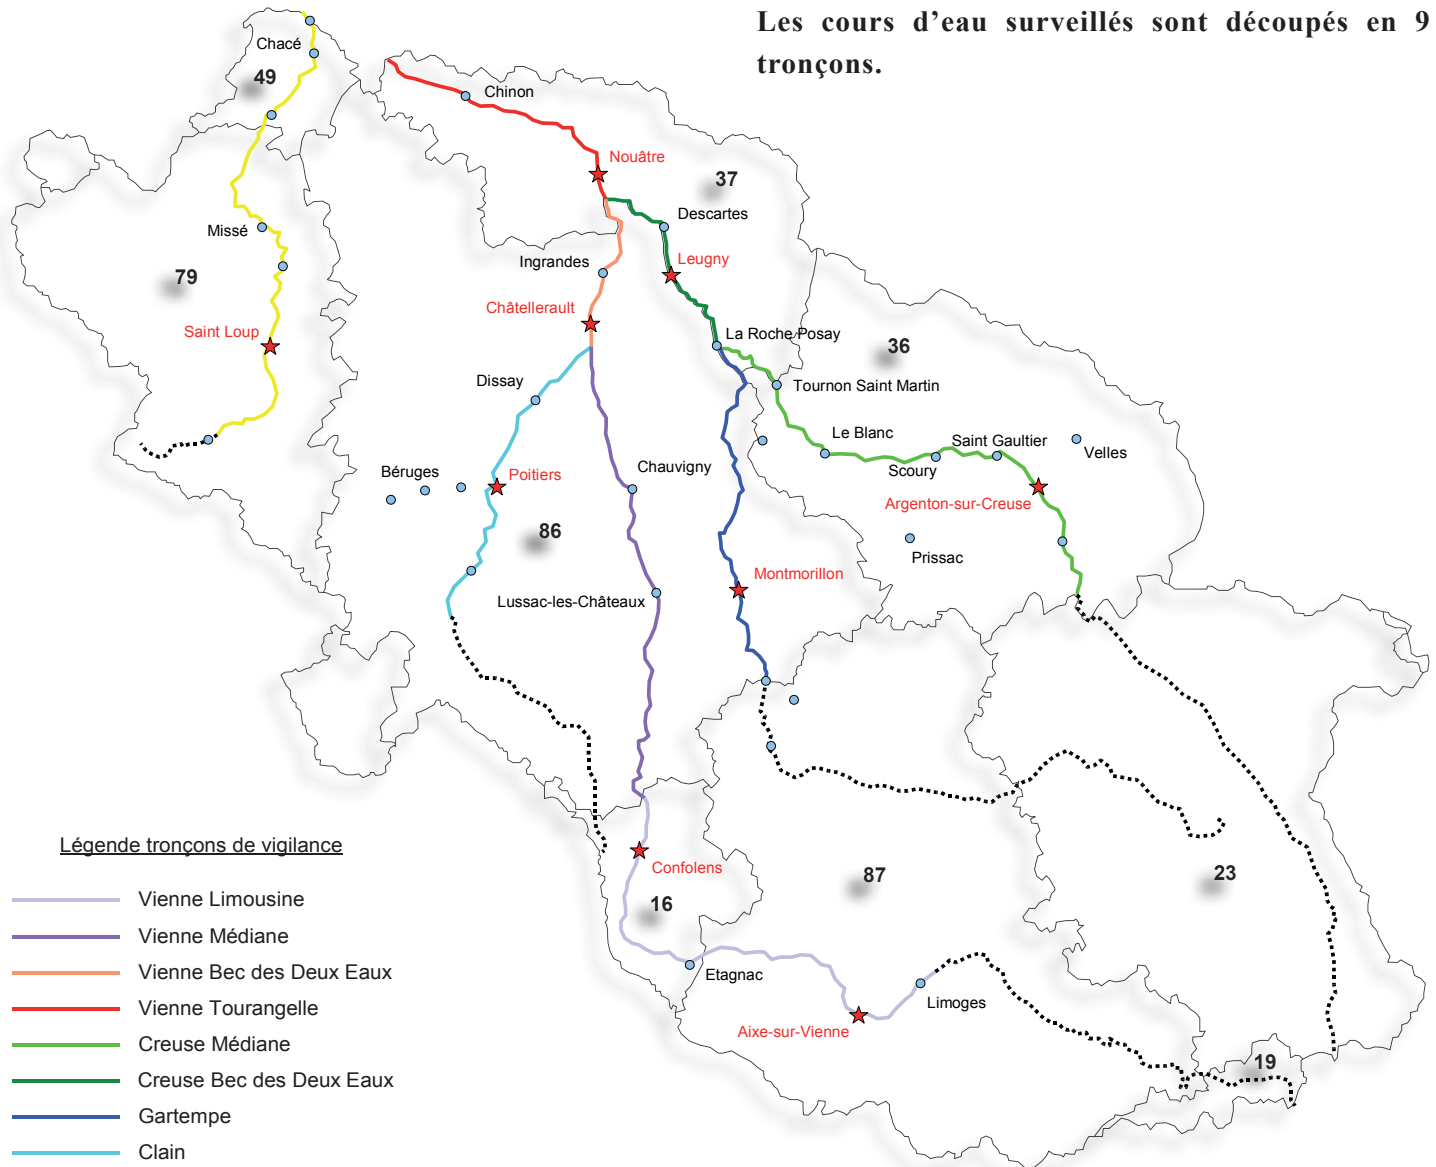 Les cours d'eau surveillés sont découpés en 9
tronçons.
Chacé
49
Chinon
Nouâtre
37
Descartes
Missé
Ingrandes
Leugny
79
Châtellerault
Saint Loup
La Roche Posay
36
Dissay
Tournon Saint Martin
Le Blanc
Saint Gaultier
Velles
Scoury
Béruges
Poitiers
Chauvigny
Argenton-sur-Creuse
86
Prissac
Montmorillon
Lussac-les-Châteaux
Légende tronçons de vigilance
Confolens
87
23
Vienne Limousine
16
Vienne Médiane
Vienne Bec des Deux Eaux
Etagnac
Limoges
Vienne Tourangelle
Aixe-sur-Vienne
Creuse Médiane
19
Creuse Bec des Deux Eaux
Gartempe
Clain